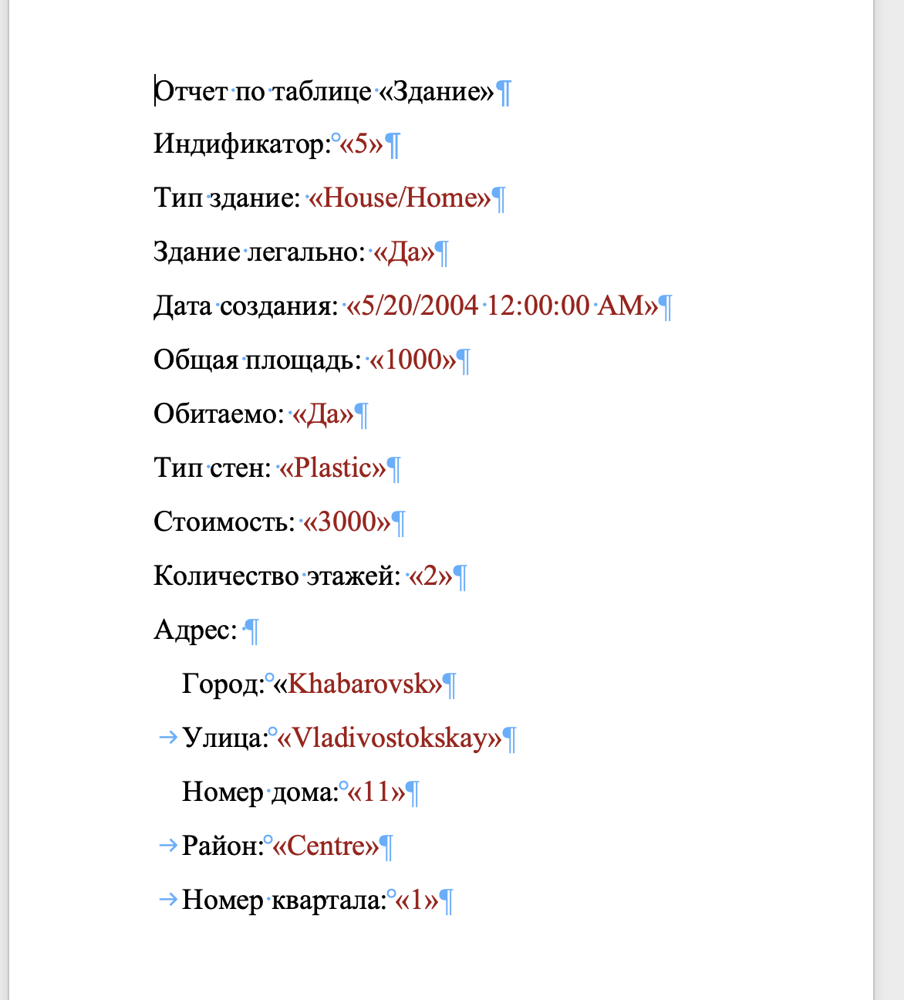 Отчет по таблице «Здание»
Индификатор: «5»
Тип здание: «House/Home»
Здание легально: «Да»
Дата создания: «5/20/2004 12:00:00 AM»
Общая площадь: «1000»
Обитаемо: «Да»
Тип стен: «Plastic»
Стоимость: «3000»
Количество этажей: «2»
Адрес:
Город: «Khabarovsk»
Улица: «Vladivostokskay»
Номер дома: «11»
Район: «Centre»
Номер квартала: «1»